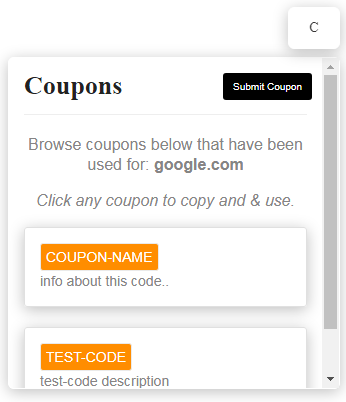 C
Coupons
Submit Coupon
Browse coupons below that have been
used for: google.com
Click any coupon to copy and & use.
COUPON-NAME
info about this code..
TEST-CODE
test-code description